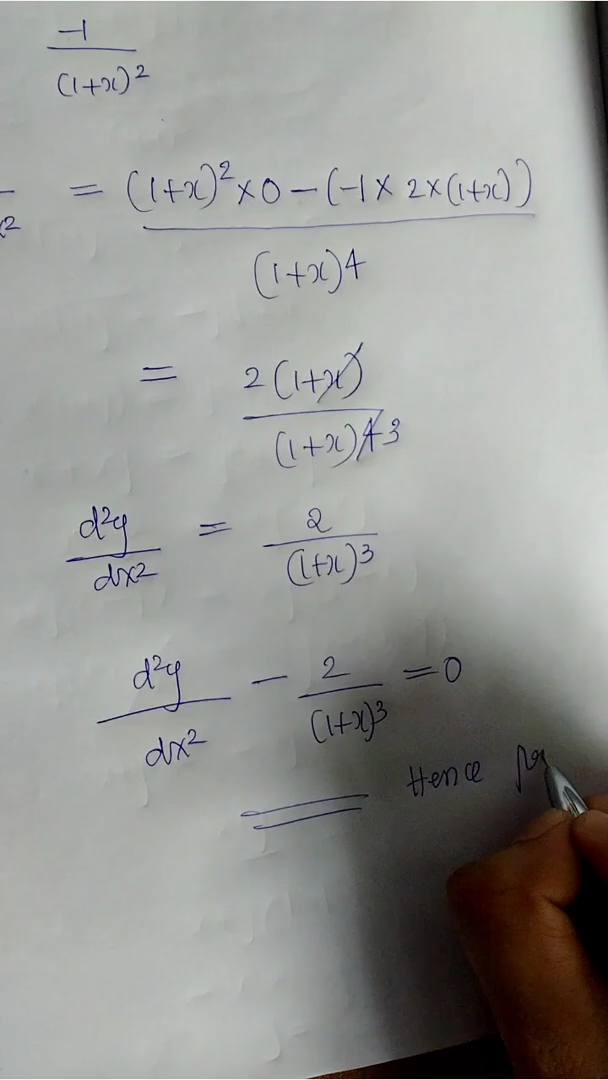 -1/(1+x)²
x² = (1+x)²×0-(-1×2×(1+x))/(1+x)4
= 2(1+x)/(1+x)4 3
d²y/dx² = 2/(1+x)3
d²y/dx² - 2/(1+x)3 = 0
Hence